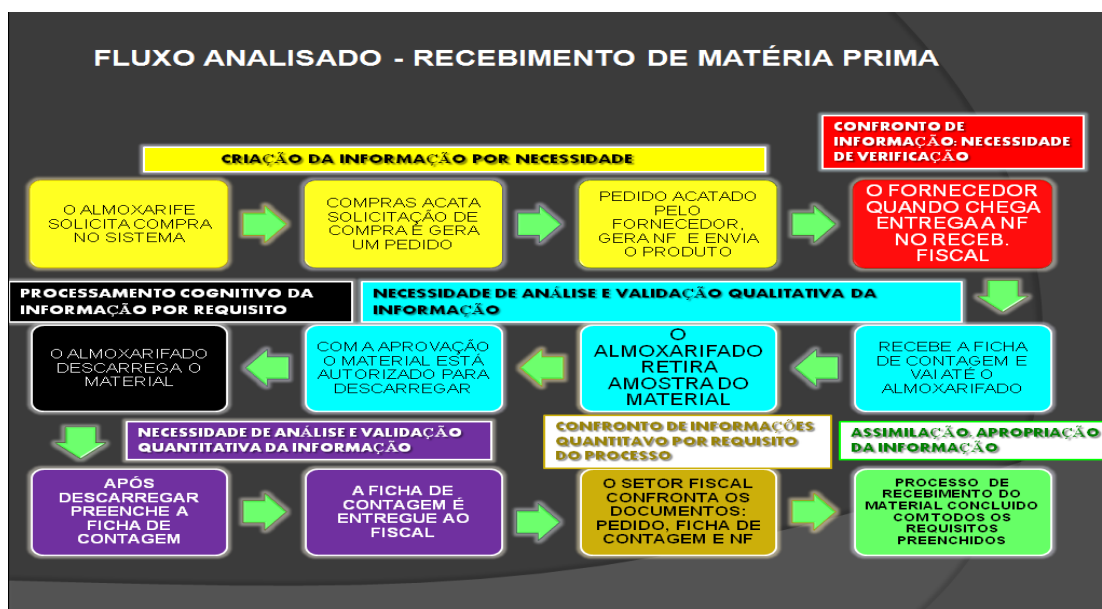 FLUXO ANALISADO - RECEBIMENTO DE MATÉRIA PRIMA
CRIAÇÃO DA INFORMAÇÃO POR NECESSIDADE
CONFRONTO DE
INFORMAÇÃO: NECESSIDADE
DE VERIFICAÇÃO
O ALMOXARIFE
SOLICITA COMPRA
NO SISTEMA
COMPRAS ACATA
SOLICITAÇÃO DE
COMPRA E GERA
UM PEDIDO
PEDIDO ACATADO
PELO
FORNECEDOR,
GERA NF E ENVIA
O PRODUTO
O FORNECEDOR
QUANDO CHEGA
ENTREGA A NF
NO RECEB.
FISCAL
PROCESSAMENTO COGNITIVO DA
INFORMAÇÃO POR REQUISITO
NECESSIDADE DE ANÁLISE E VALIDAÇÃO QUALITATIVA DA
INFORMAÇÃO
O ALMOXARIFADO
DESCARREGA O
MATERIAL
COM A APROVAÇÃO
O MATERIAL ESTÁ
AUTORIZADO PARA
DESCARREGAR
O
ALMOXARIFADO
RETIRA
AMOSTRA DO
MATERIAL
RECEBE A FICHA
DE CONTAGEM E
VAI ATÉ O
ALMOXARIFADO
NECESSIDADE DE ANÁLISE E VALIDAÇÃO
QUANTITATIVA DA INFORMAÇÃO
CONFRONTO DE INFORMAÇÕES
QUANTITAVO POR REQUISITO
DO PROCESSO
ASSIMILAÇÃO, APROPRIAÇÃO
DA INFORMAÇÃO
APÓS
DESCARREGAR
PREENCHE A
FICHA DE
CONTAGEM
A FICHA DE
CONTAGEM É
ENTREGUE AO
FISCAL
O SETOR FISCAL
CONFRONTA OS
DOCUMENTOS:
PEDIDO, FICHA DE
CONTAGEM E NF
PROCESSO DE
RECEBIMENTO DO
MATERIAL CONCLUIDO
COM TODOS OS
REQUISITOS
PREENCHIDOS